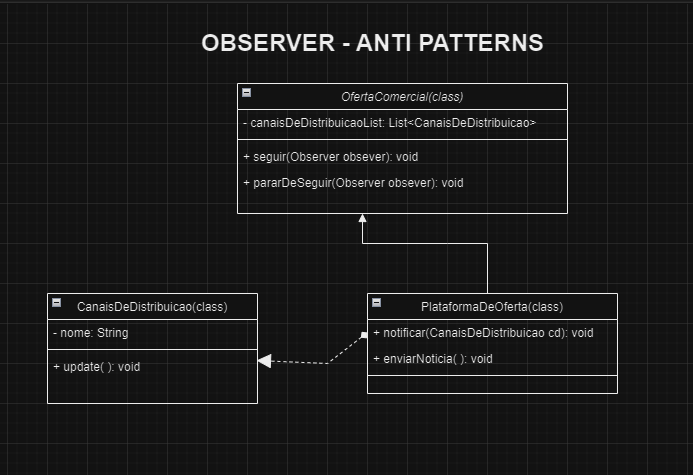 OBSERVER - ANTI PATTERNS
OfertaComercial(class)
- canaisDeDistribuicaoList: List<CanaisDeDistribuicao>
+ seguir(Observer obsever): void
+ pararDeSeguir(Observer obsever): void
CanaisDeDistribuicao(class)
- nome: String
+ update( ): void
PlataformaDeOferta(class)
+ notificar(CanaisDeDistribuicao cd): void
+ enviarNoticia( ): void